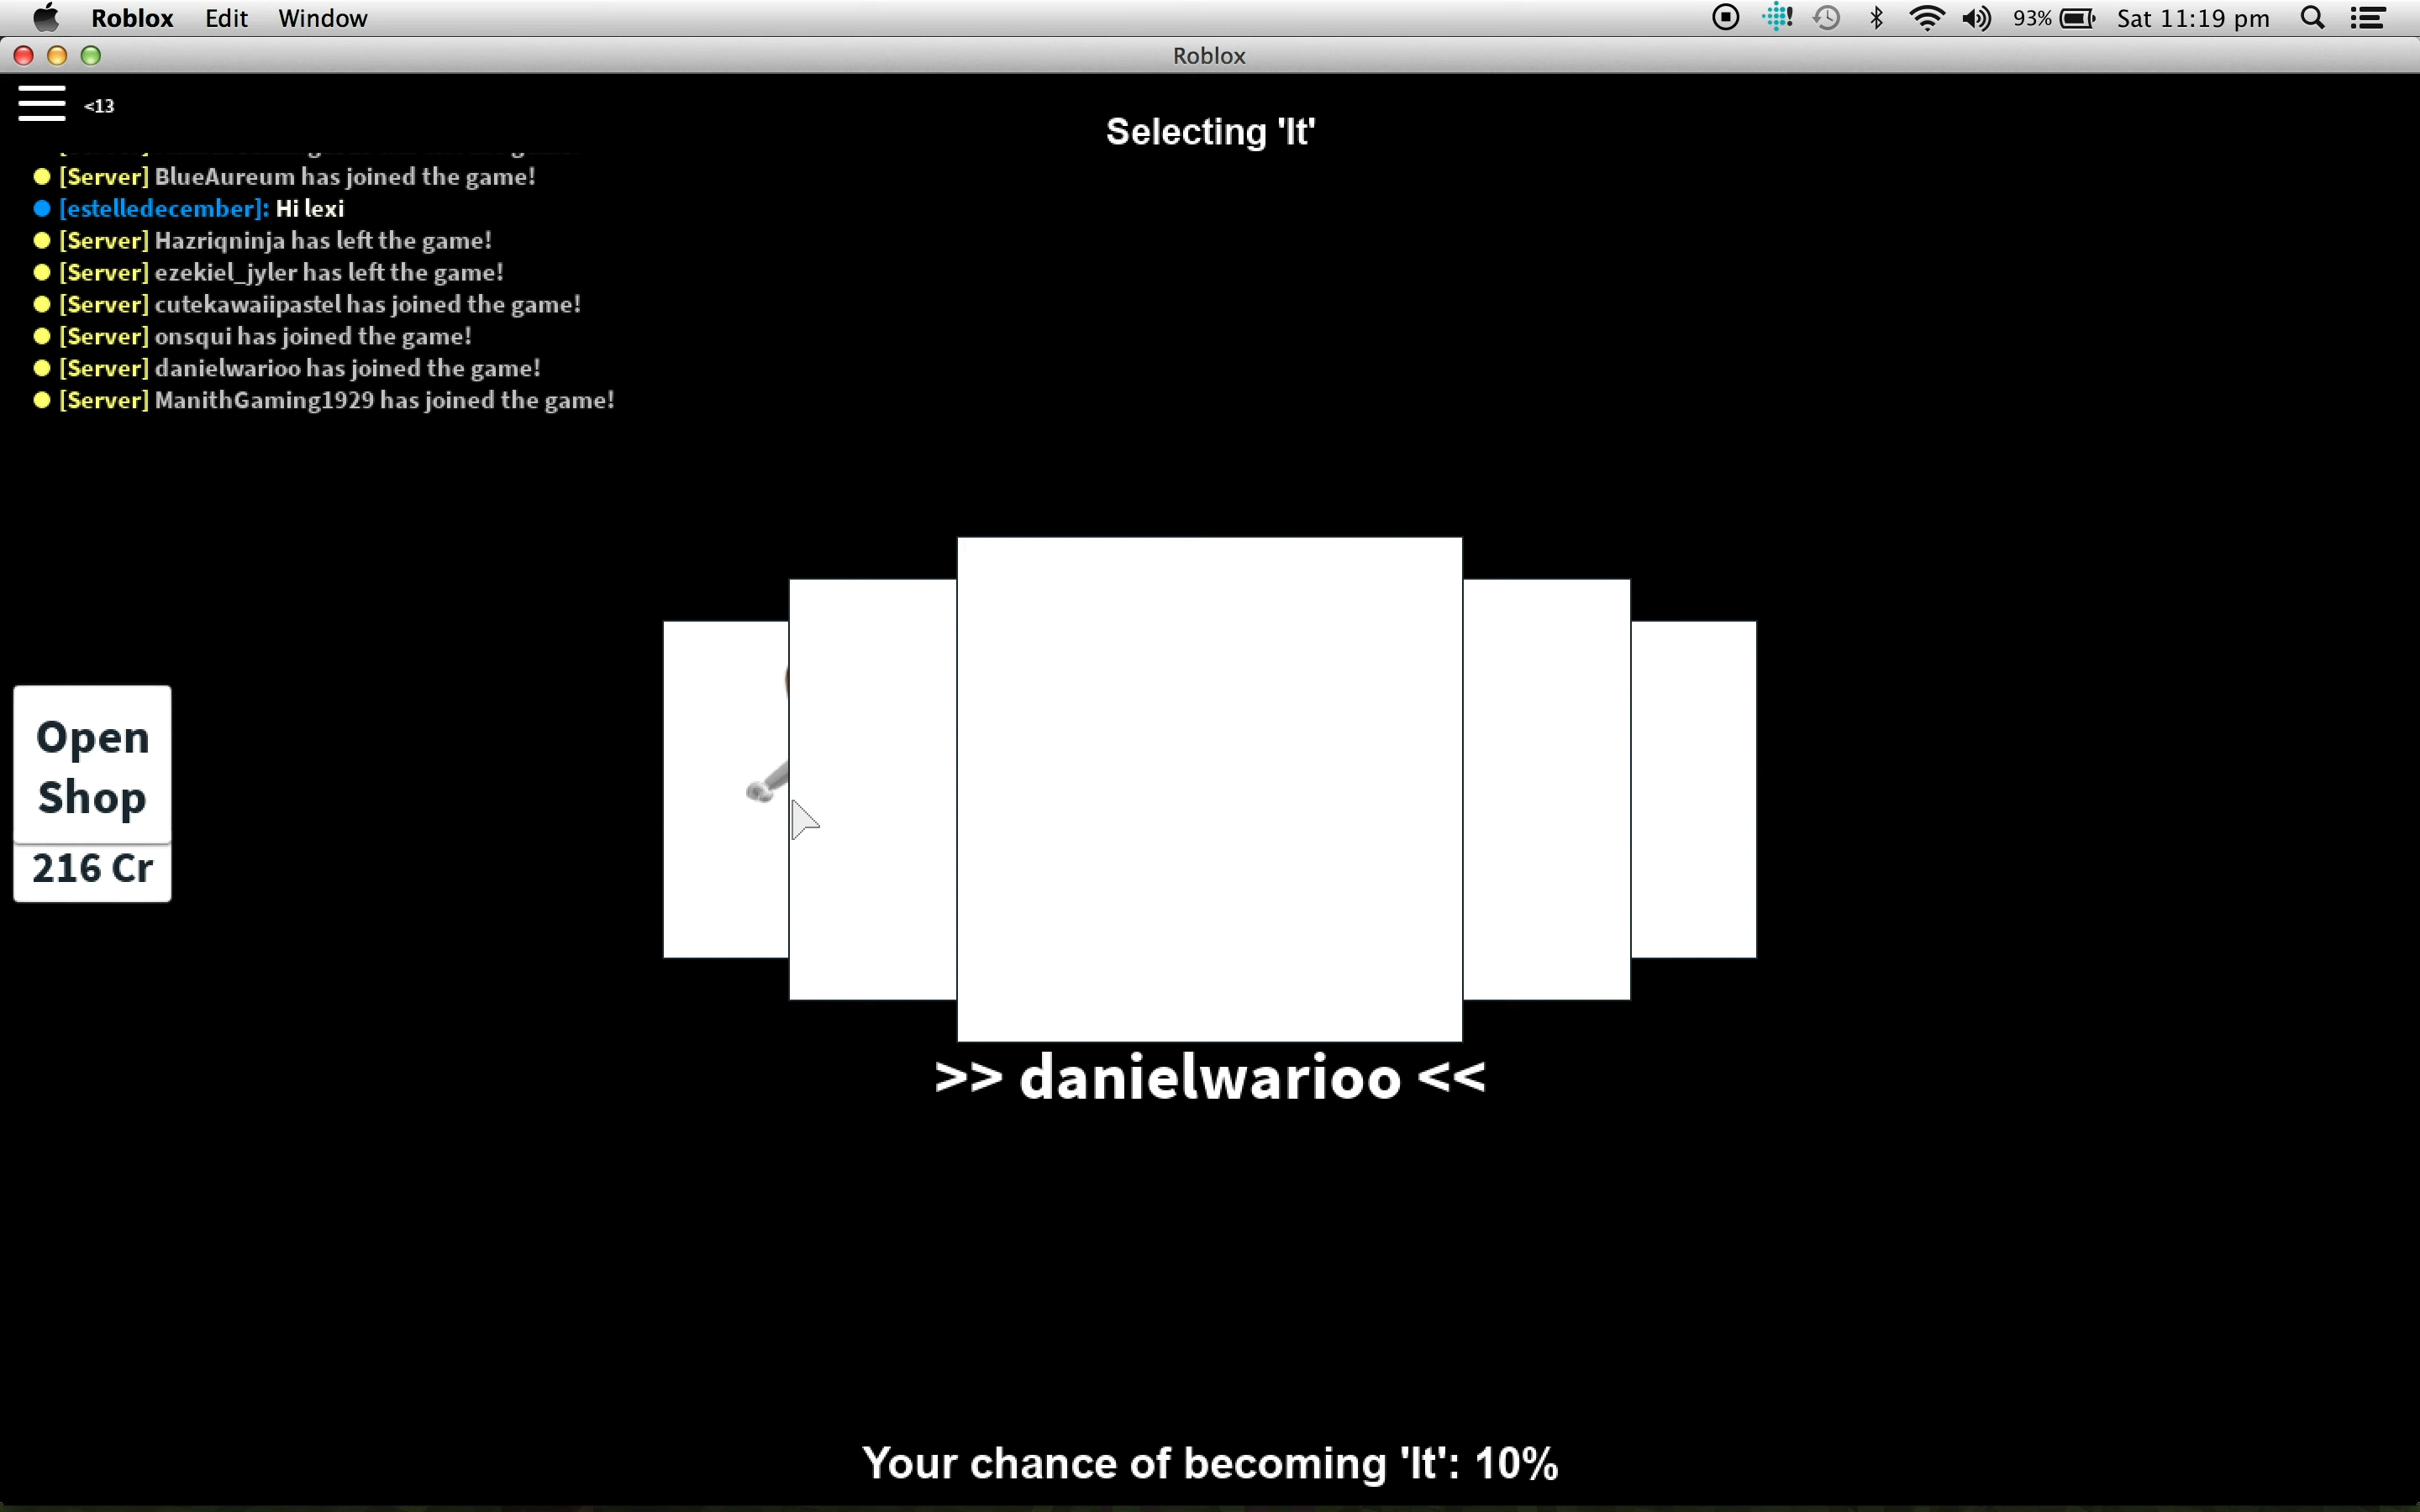 Roblox Edit Window
93% Sat 11:19 pm
Roblox
<13
Selecting 'It'
[Server] BlueAureum has joined the game!
[estelledecember]: Hi lexi
[Server] Hazriqninja has left the game!
[Server] ezekiel_jyler has left the game!
[Server] cutekawaiipastel has joined the game!
[Server] onsqui has joined the game!
[Server] danielwarioo has joined the game!
[Server] ManithGaming1929 has joined the game!
Open
Shop
216 Cr
>> danielwarioo <<
Your chance of becoming 'It': 10%